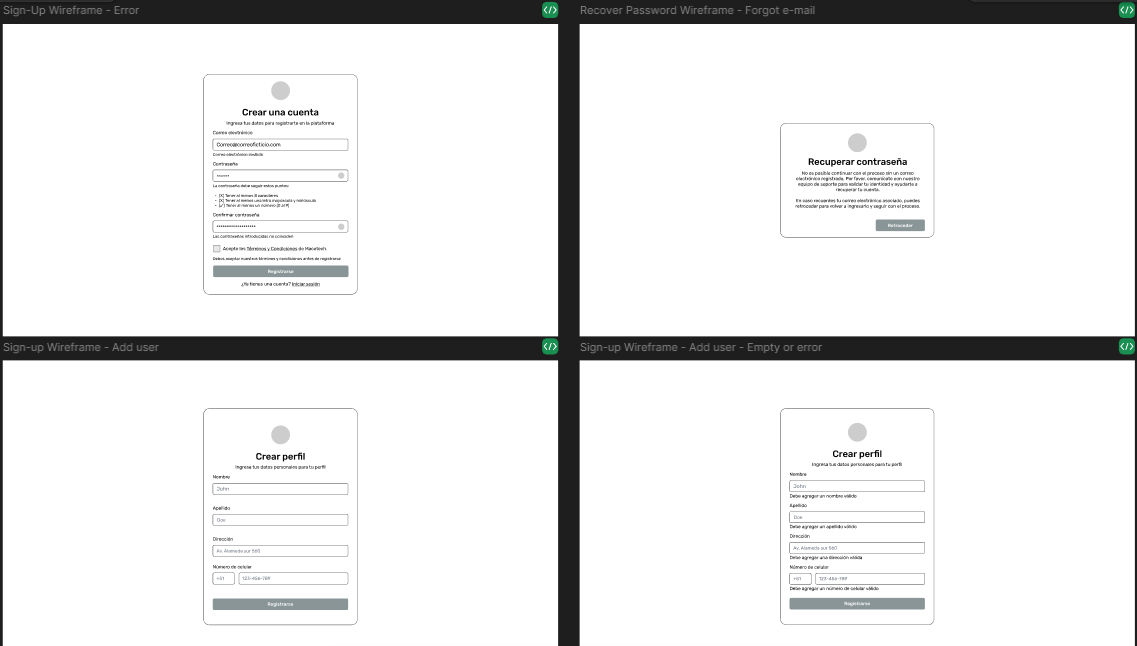 Sign-Up Wireframe - Error
Crear una cuenta
Ingresa tus datos para registrarte en la plataforma
Correo electrónico
Correo@correoficticio.com
Correo electrónico inválido
Contraseña
La contraseña debe seguir estos puntos:
(X) Tener al menos 8 caracteres
(X) Tener al menos una letra mayúscula y minúscula
(✓) Tener al menos un número (0 al 9)
Confirmar contraseña
Las contraseñas introducidas no coinciden
Acepto los Términos y Condiciones de Macetech.
Debes aceptar nuestros términos y condiciones antes de registrarse
Registrarse
¿Ya tienes una cuenta? Iniciar sesión
Recover Password Wireframe - Forgot e-mail
Recuperar contraseña
No es posible continuar con el proceso sin un correo
electrónico registrado. Por favor, comunícate con nuestro
equipo de soporte para validar tu identidad y ayudarte a
recuperar tu cuenta.
En caso recuerdes tu correo electrónico asociado, puedes
retroceder para volver a ingresarlo y seguir con el proceso.
Retroceder
Sign-up Wireframe - Add user
Crear perfil
Ingresa tus datos personales para tu perfil
Nombre
John
Apellido
Doe
Dirección
Av. Alameda sur 560
Número de celular
+51 123-456-789
Registrarse
Sign-up Wireframe - Add user - Empty or error
Crear perfil
Ingresa tus datos personales para tu perfil
Nombre
John
Debe agregar un nombre válido
Apellido
Doe
Debe agregar un apellido válido
Dirección
Av. Alameda sur 560
Debe agregar una dirección válida
Número de celular
+51 123-456-789
Debe agregar un número de celular válido
Registrarse